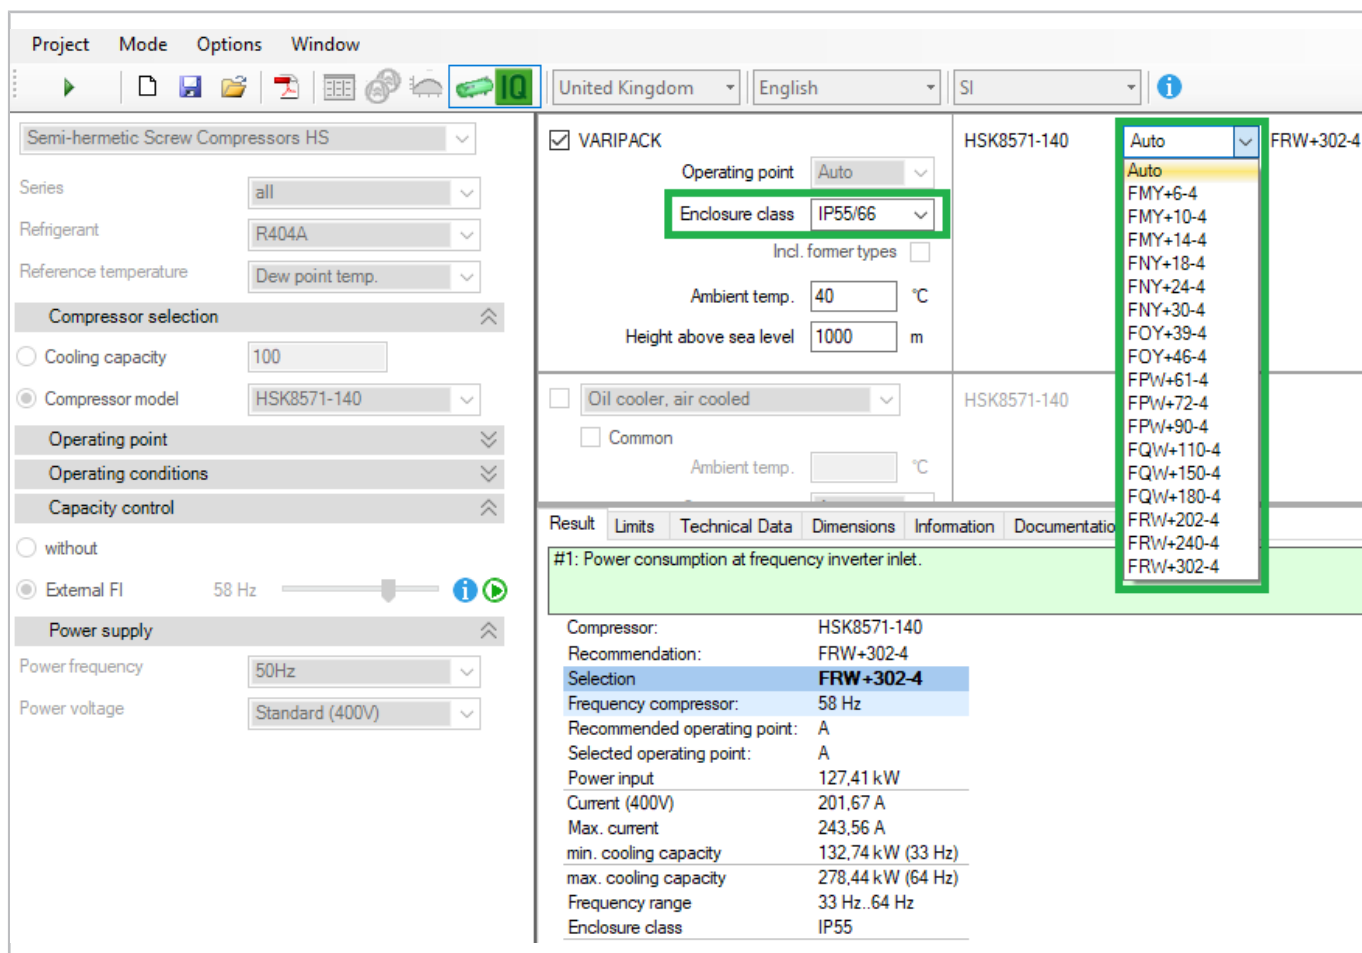 Project Mode Options Window
IQ United Kingdom English SI i
Semi-hermetic Screw Compressors HS
Series all
Refrigerant R404A
Reference temperature Dew point temp.
Compressor selection
Cooling capacity 100
Compressor model HSK8571-140
Operating point
Operating conditions
Capacity control
without
External FI 58 Hz i
Power supply
Power frequency 50Hz
Power voltage Standard (400V)
VARIPACK
Operating point Auto
Enclosure class IP55/66
Incl. former types
Ambient temp. 40 °C
Height above sea level 1000 m
HSK8571-140 Auto FRW+302-4
Auto
FMY+6-4
FMY+10-4
FMY+14-4
FNY+18-4
FNY+24-4
FNY+30-4
FOY+39-4
FOY+46-4
FPW+61-4
FPW+72-4
FPW+90-4
FQW+110-4
FQW+150-4
FQW+180-4
FRW+202-4
FRW+240-4
FRW+302-4
Oil cooler, air cooled HSK8571-140
Common
Ambient temp. °C
Result Limits Technical Data Dimensions Information Documentatio
#1: Power consumption at frequency inverter inlet.
Compressor: HSK8571-140
Recommendation: FRW+302-4
Selection FRW+302-4
Frequency compressor: 58 Hz
Recommended operating point: A
Selected operating point: A
Power input 127,41 kW
Current (400V) 201,67 A
Max. current 243,56 A
min. cooling capacity 132,74 kW (33 Hz)
max. cooling capacity 278,44 kW (64 Hz)
Frequency range 33 Hz..64 Hz
Enclosure class IP55